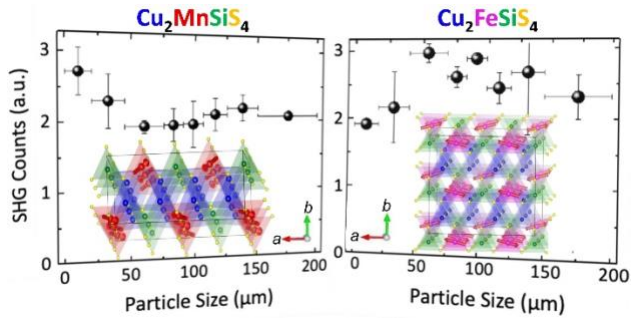 Cu₂MnSiS₄
Cu₂FeSiS₄
SHG Counts (a.u.)
3
2
1
0
b
a
0 50 100 150 200
Particle Size (µm)
3
2
1
0
b
a
0 50 100 150 200
Particle Size (µm)